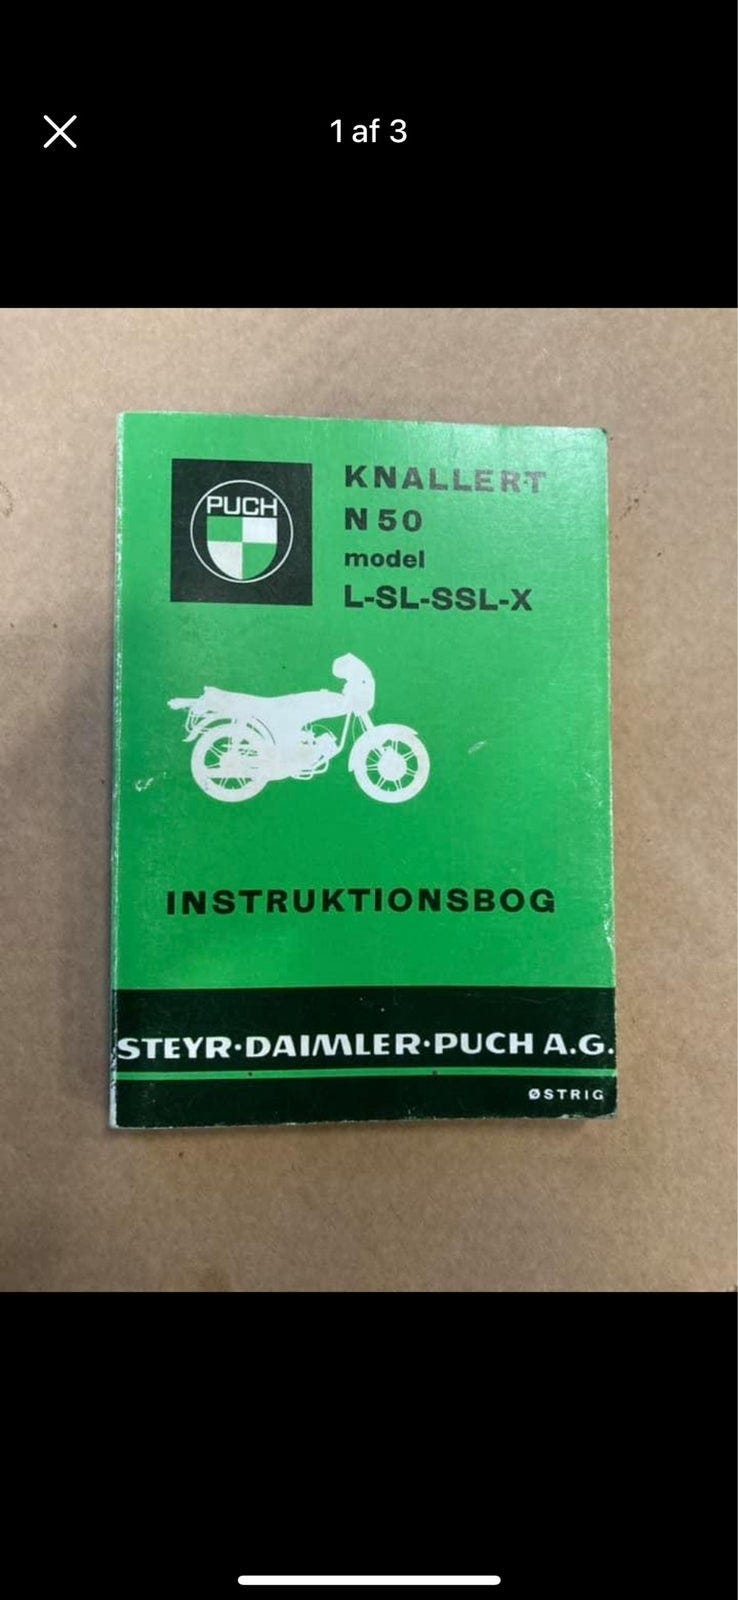 1 af 3
PUCH
KNALLERT
N 50
model
L-SL-SSL-X
INSTRUKTIONSBOG
STEYR·DAIMLER·PUCH A.G.
ØSTRIG